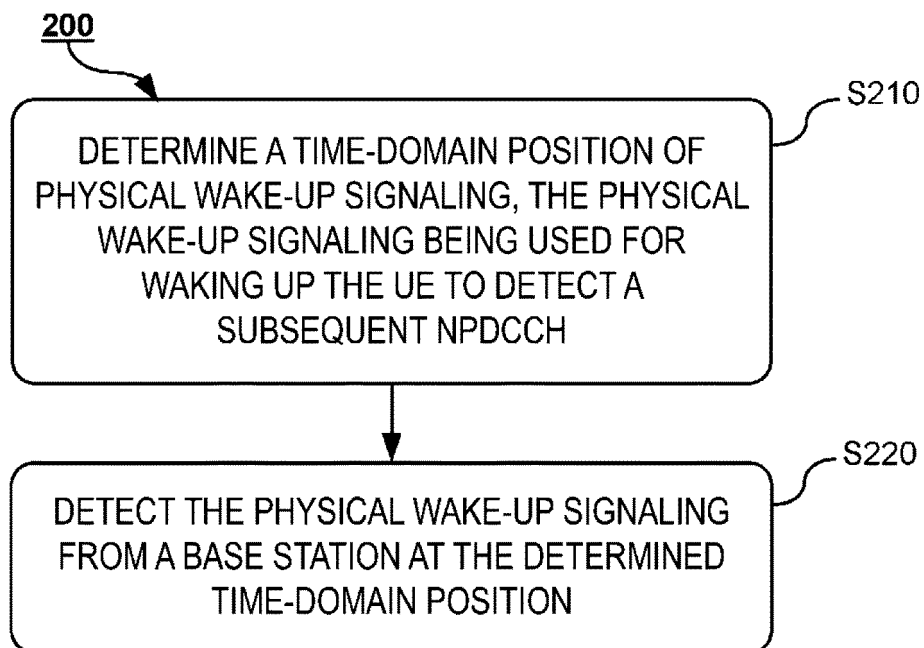 200
S210
DETERMINE A TIME-DOMAIN POSITION OF
PHYSICAL WAKE-UP SIGNALING, THE PHYSICAL
WAKE-UP SIGNALING BEING USED FOR
WAKING UP THE UE TO DETECT A
SUBSEQUENT NPDCCH
S220
DETECT THE PHYSICAL WAKE-UP SIGNALING
FROM A BASE STATION AT THE DETERMINED
TIME-DOMAIN POSITION